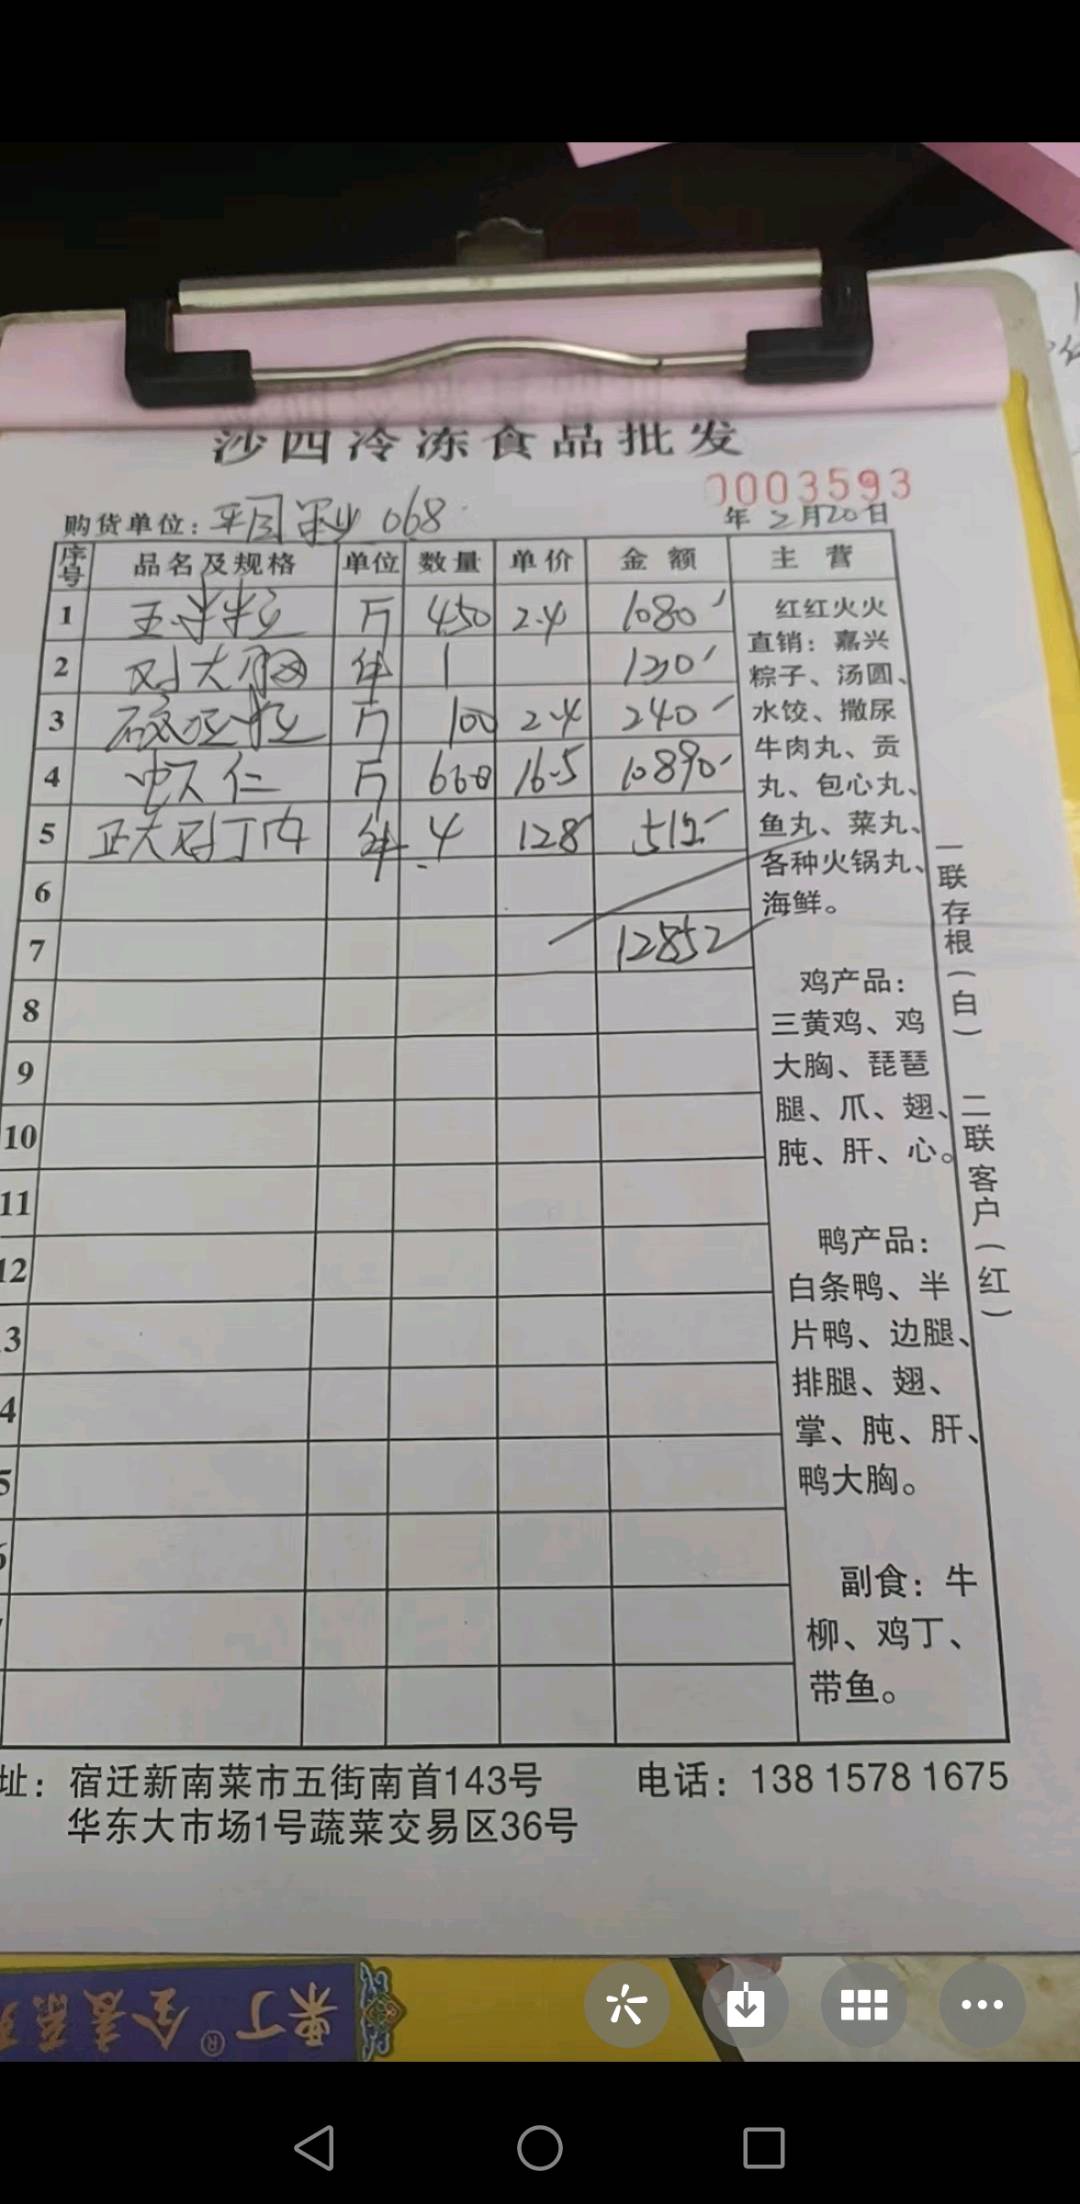 沙四冷冻食品批发
0003593
购货单位: 068
年 2月20日
序号 品名及规格 单位 数量 单价 金额 主营
1 玉米粒 斤 450 2.4 1080
2 大胸 件 1 130
3 豌豆粒 斤 100 2.4 240
4 虾仁 斤 660 16.5 10890
5 正大鸡丁肉 件 4 128 512
6
7 12852
8
9
10
11
12
3
4
5
6
红红火火
直销：嘉兴
粽子、汤圆、
水饺、撒尿
牛肉丸、贡
丸、包心丸、
鱼丸、菜丸、
各种火锅丸、
海鲜。
鸡产品：
三黄鸡、鸡
大胸、琵琶
腿、爪、翅、
肫、肝、心。
鸭产品：
白条鸭、半
片鸭、边腿、
排腿、翅、
掌、肫、肝、
鸭大胸。
副食：牛
柳、鸡丁、
带鱼。
一联存根(白) 二联客户(红)
址：宿迁新南菜市五街南首143号 电话：138 1578 1675
华东大市场1号蔬菜交易区36号
果丁®全麦